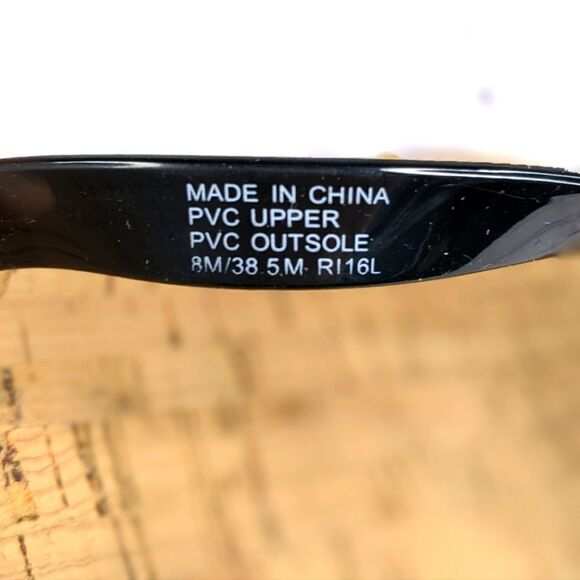 MADE IN CHINA
PVC UPPER
PVC OUTSOLE
8M/38.5M RI16L